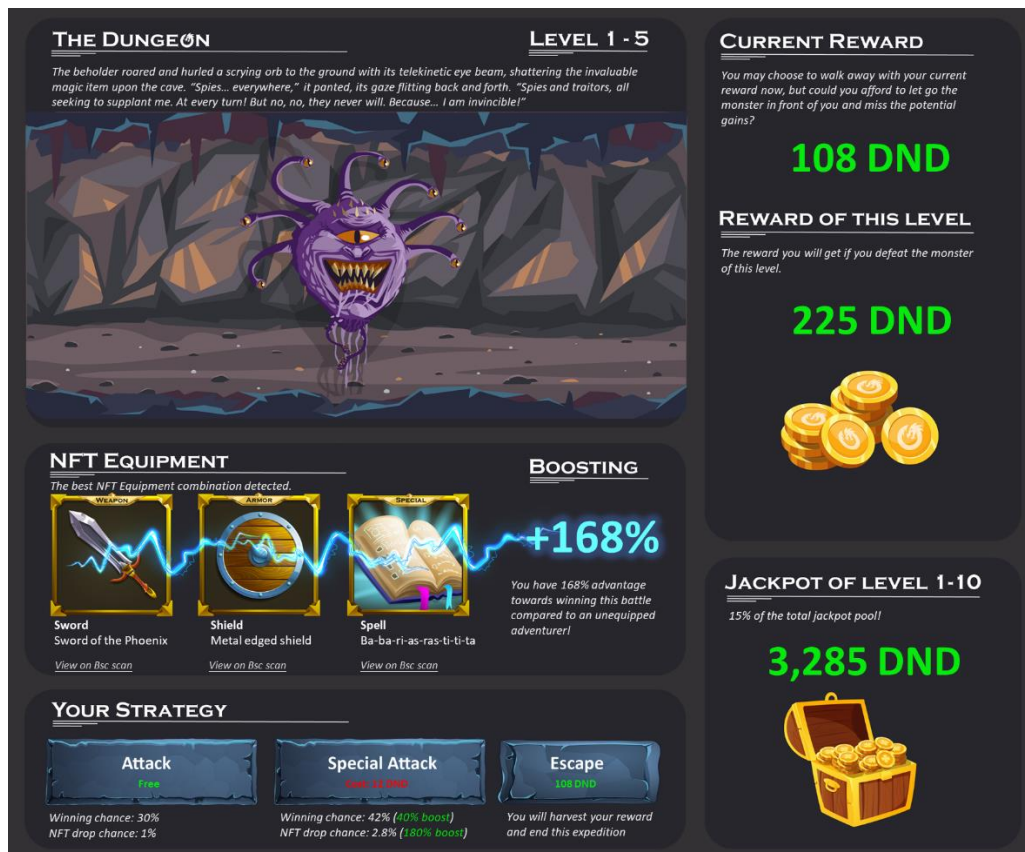 THE DUNGEON
LEVEL 1 - 5
The beholder roared and hurled a scrying orb to the ground with its telekinetic eye beam, shattering the invaluable
magic item upon the cave. “Spies… everywhere,” it panted, its gaze flitting back and forth. “Spies and traitors, all
seeking to supplant me. At every turn! But no, no, they never will. Because… I am invincible!”
NFT EQUIPMENT
The best NFT Equipment combination detected.
WEAPON
ARMOR
SPECIAL
Sword
Sword of the Phoenix
View on Bsc scan
Shield
Metal edged shield
View on Bsc scan
Spell
Ba-ba-ri-as-ras-ti-ti-ta
View on Bsc scan
BOOSTING
+168%
You have 168% advantage
towards winning this battle
compared to an unequipped
adventurer!
YOUR STRATEGY
Attack
Free
Winning chance: 30%
NFT drop chance: 1%
Special Attack
Cost: 12 DND
Winning chance: 42% (40% boost)
NFT drop chance: 2.8% (180% boost)
Escape
108 DND
You will harvest your reward
and end this expedition
CURRENT REWARD
You may choose to walk away with your current
reward now, but could you afford to let go the
monster in front of you and miss the potential
gains?
108 DND
REWARD OF THIS LEVEL
The reward you will get if you defeat the monster
of this level.
225 DND
JACKPOT OF LEVEL 1-10
15% of the total jackpot pool!!
3,285 DND